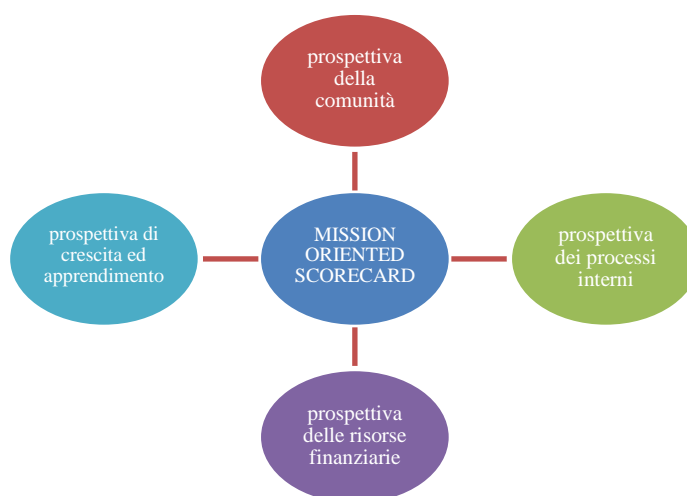 prospettiva
della
comunità
prospettiva di
crescita ed
apprendimento
MISSION
ORIENTED
SCORECARD
prospettiva
dei processi
interni
prospettiva
delle risorse
finanziarie